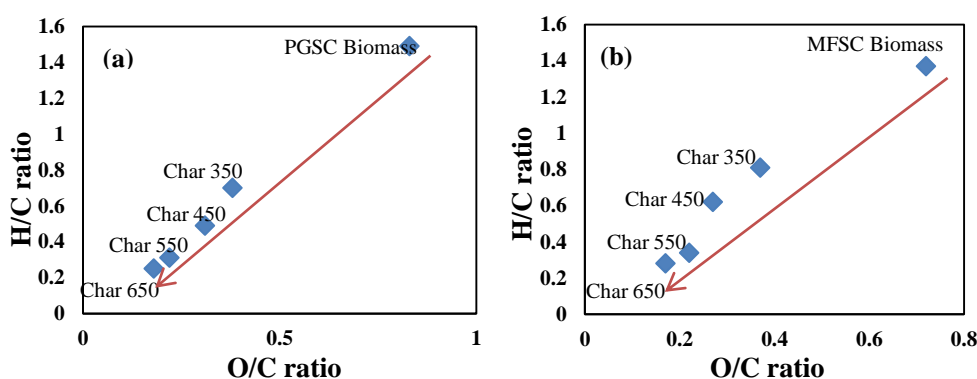 (a)
PGSC Biomass
Char 350
Char 450
Char 550
Char 650
H/C ratio
1.6
1.4
1.2
1
0.8
0.6
0.4
0.2
0
0
0.5
1
O/C ratio
(b)
MFSC Biomass
Char 350
Char 450
Char 550
Char 650
H/C ratio
1.6
1.4
1.2
1
0.8
0.6
0.4
0.2
0
0
0.2
0.4
0.6
0.8
O/C ratio